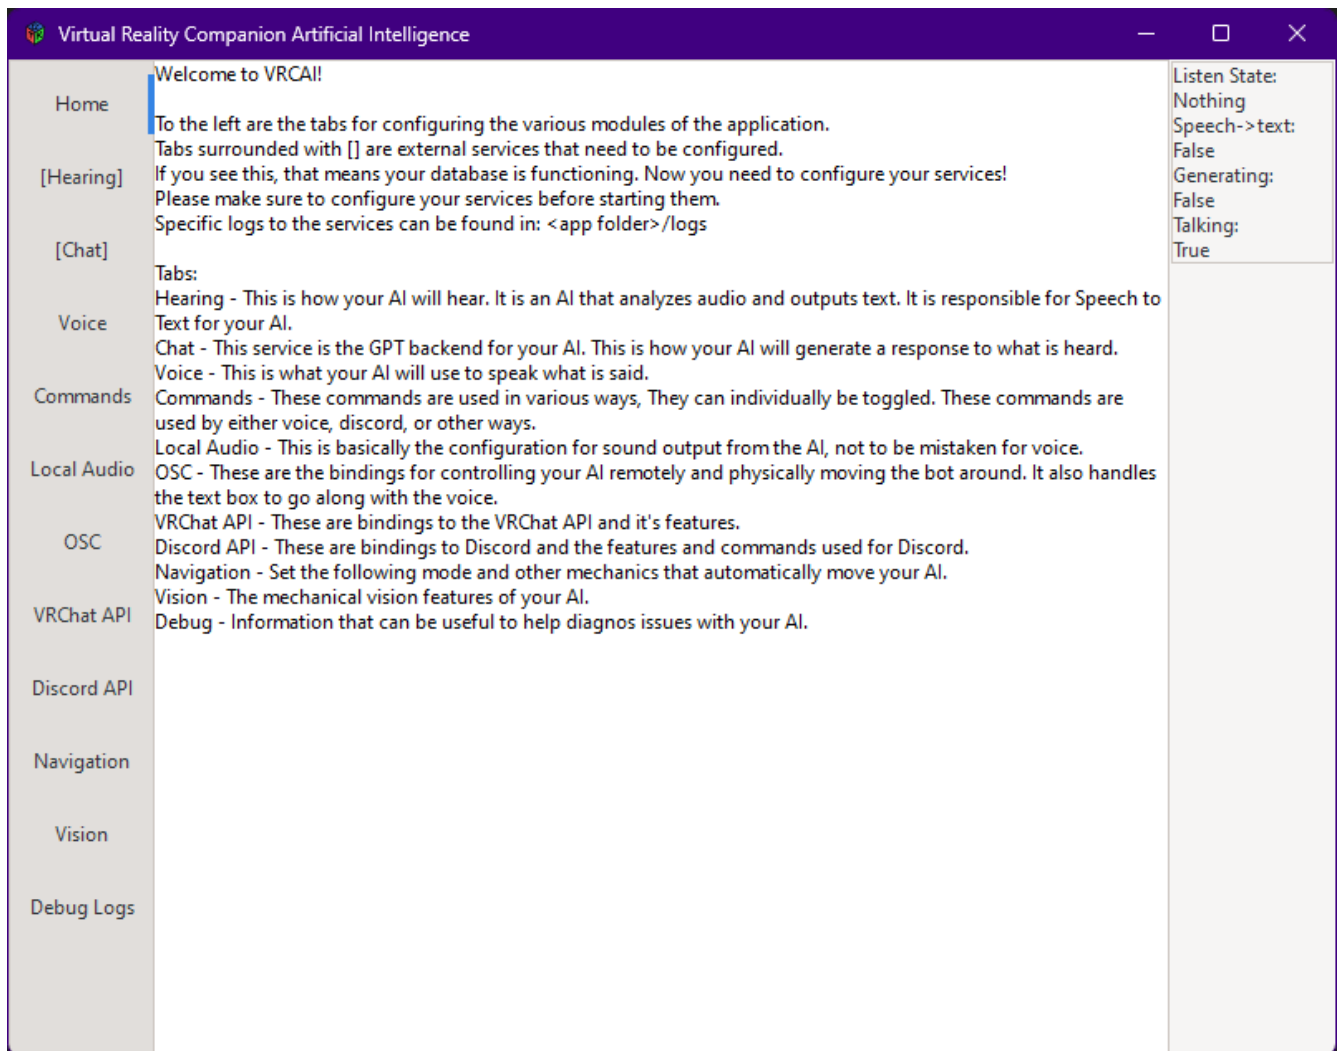 Virtual Reality Companion Artificial Intelligence
Home
[Hearing]
[Chat]
Voice
Commands
Local Audio
OSC
VRChat API
Discord API
Navigation
Vision
Debug Logs
Welcome to VRCAI!
To the left are the tabs for configuring the various modules of the application.
Tabs surrounded with [] are external services that need to be configured.
If you see this, that means your database is functioning. Now you need to configure your services!
Please make sure to configure your services before starting them.
Specific logs to the services can be found in: <app folder>/logs
Tabs:
Hearing - This is how your AI will hear. It is an AI that analyzes audio and outputs text. It is responsible for Speech to
Text for your AI.
Chat - This service is the GPT backend for your AI. This is how your AI will generate a response to what is heard.
Voice - This is what your AI will use to speak what is said.
Commands - These commands are used in various ways, They can individually be toggled. These commands are
used by either voice, discord, or other ways.
Local Audio - This is basically the configuration for sound output from the AI, not to be mistaken for voice.
OSC - These are the bindings for controlling your AI remotely and physically moving the bot around. It also handles
the text box to go along with the voice.
VRChat API - These are bindings to the VRChat API and it's features.
Discord API - These are bindings to Discord and the features and commands used for Discord.
Navigation - Set the following mode and other mechanics that automatically move your AI.
Vision - The mechanical vision features of your AI.
Debug - Information that can be useful to help diagnos issues with your AI.
Listen State:
Nothing
Speech->text:
False
Generating:
False
Talking:
True